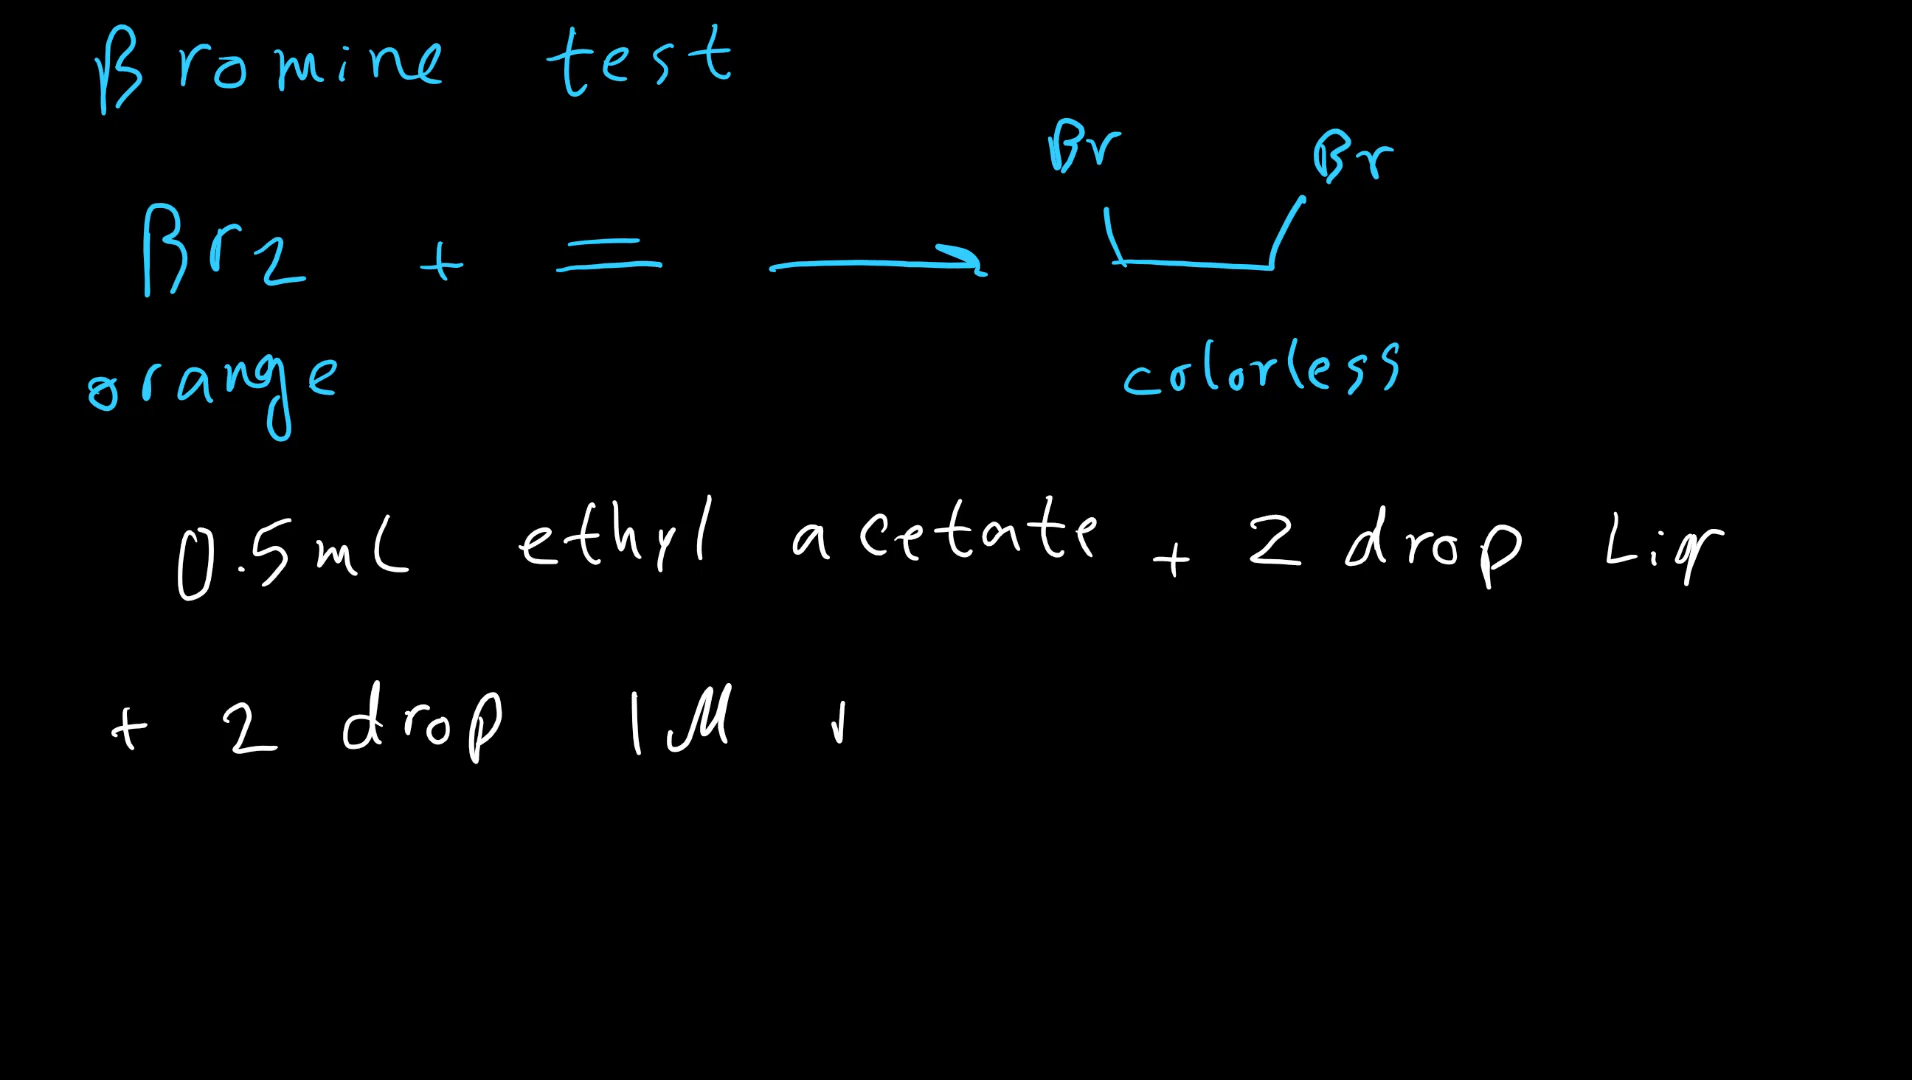 Bromine test
Br Br
Br2 + = →
orange colorless
0.5mL ethyl acetate + 2 drop Liq
+ 2 drop 1M